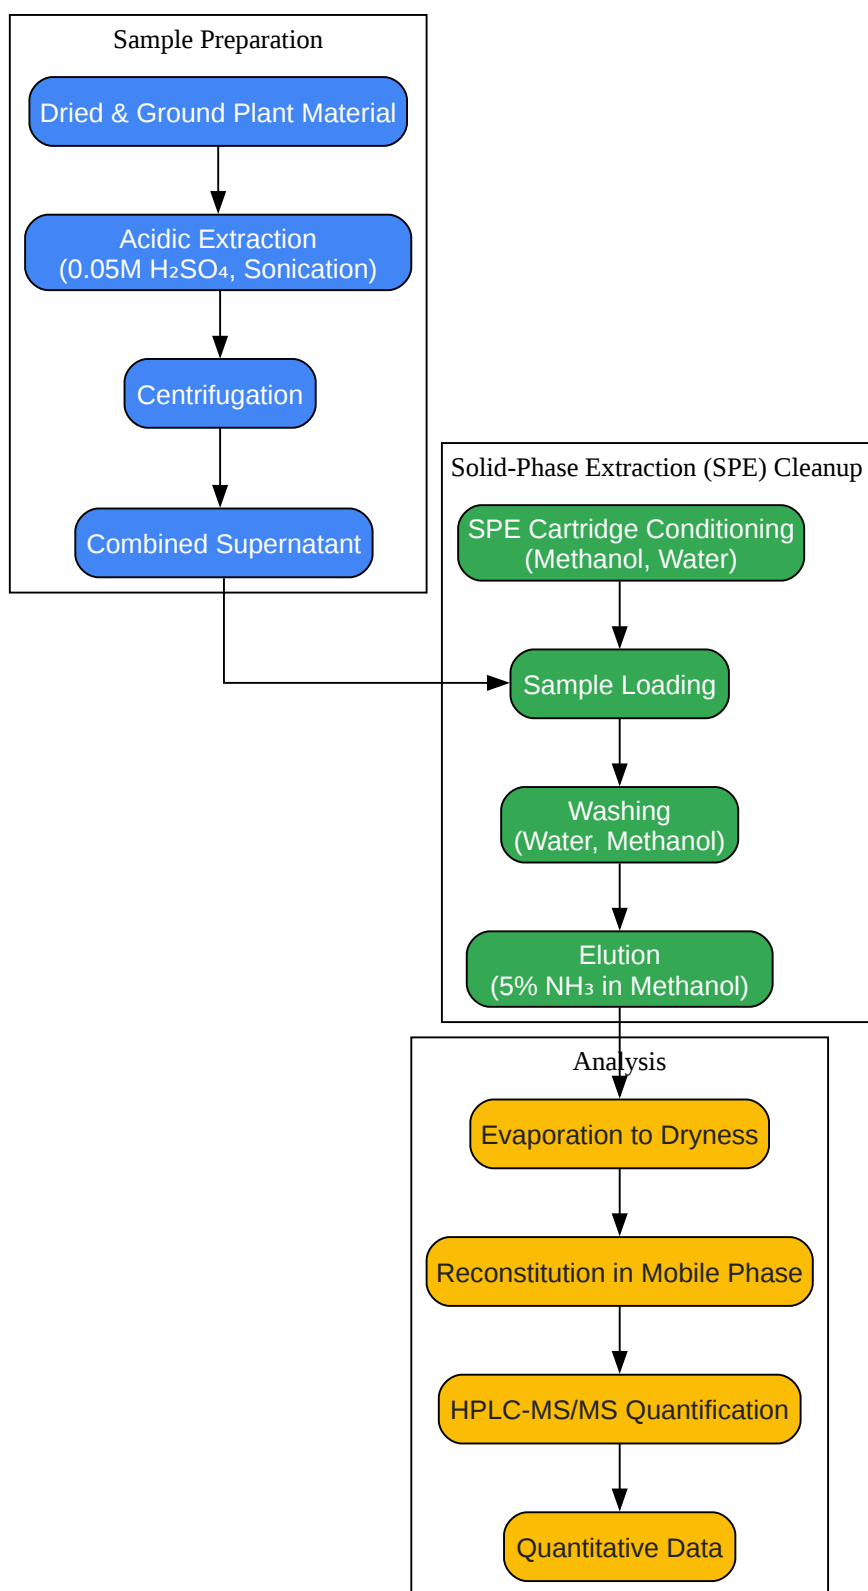 Sample Preparation
Dried & Ground Plant Material
Acidic Extraction
(0.05M H₂SO₄, Sonication)
Centrifugation
Combined Supernatant
Solid-Phase Extraction (SPE) Cleanup
SPE Cartridge Conditioning
(Methanol, Water)
Sample Loading
Washing
(Water, Methanol)
Elution
(5% NH₃ in Methanol)
Analysis
Evaporation to Dryness
Reconstitution in Mobile Phase
HPLC-MS/MS Quantification
Quantitative Data